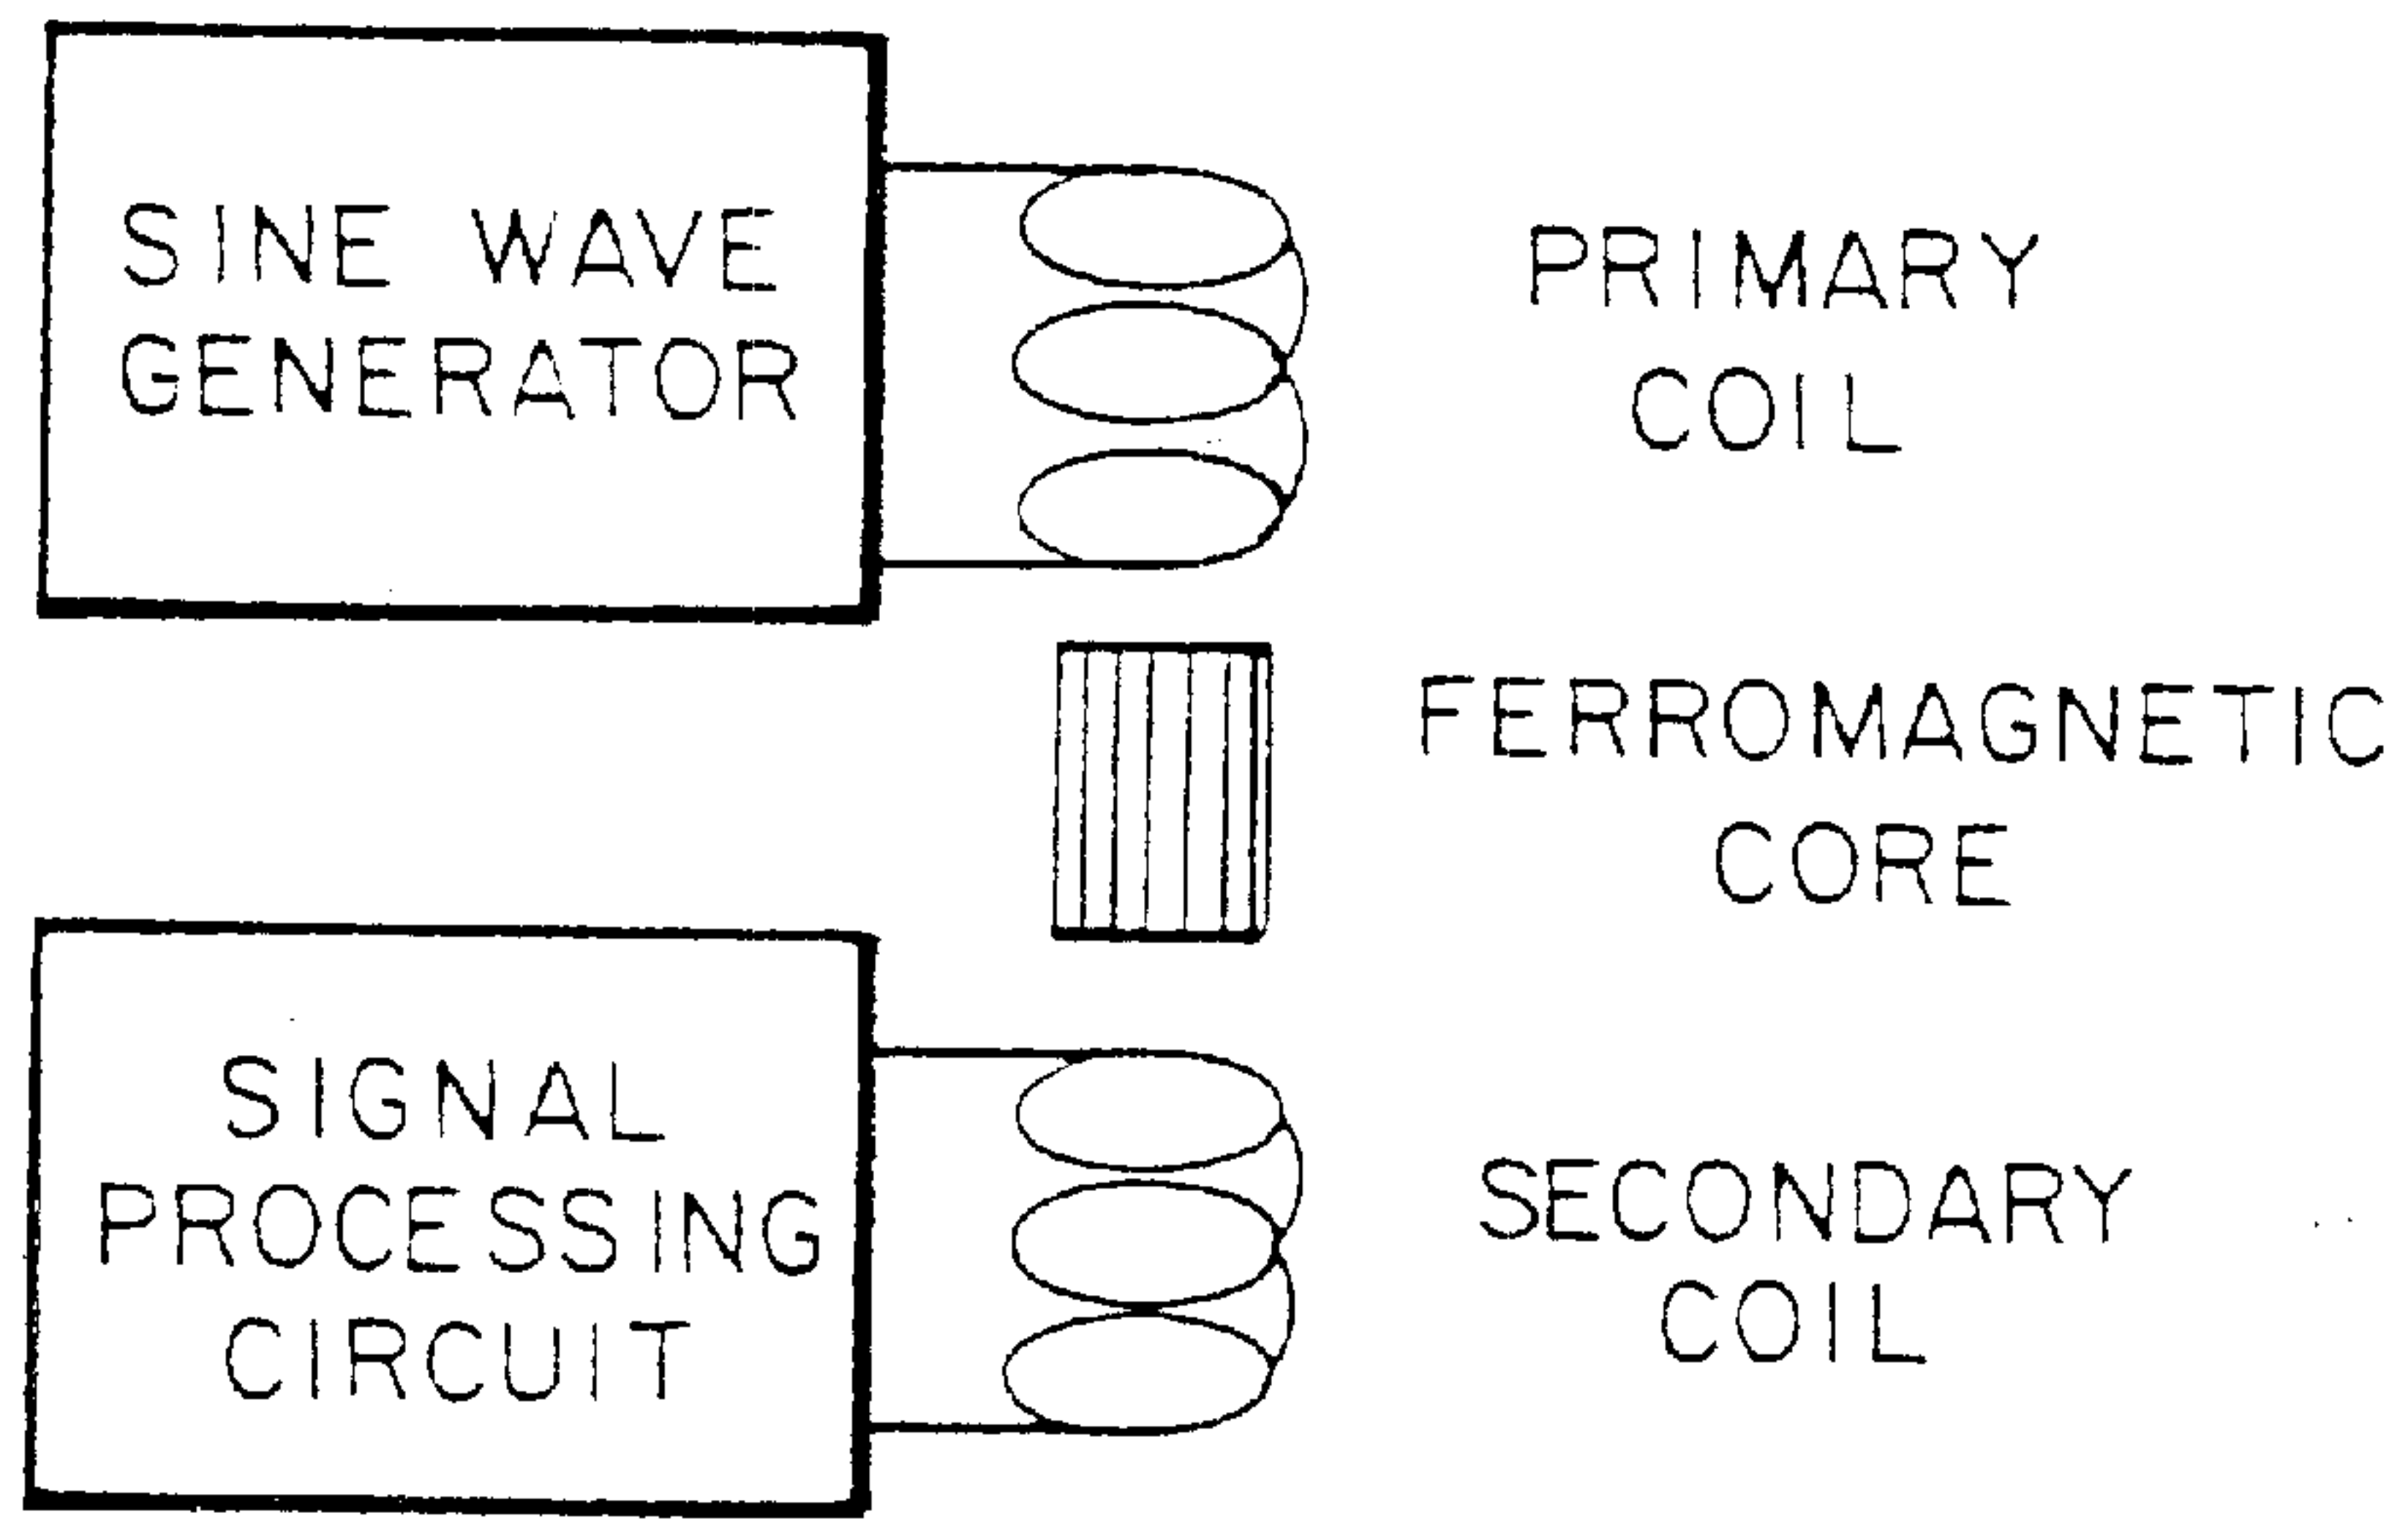 SINE WAVE
GENERATOR
PRIMARY
COIL
FERROMAGNETIC
CORE
SIGNAL
PROCESSING
CIRCUIT
SECONDARY
COIL